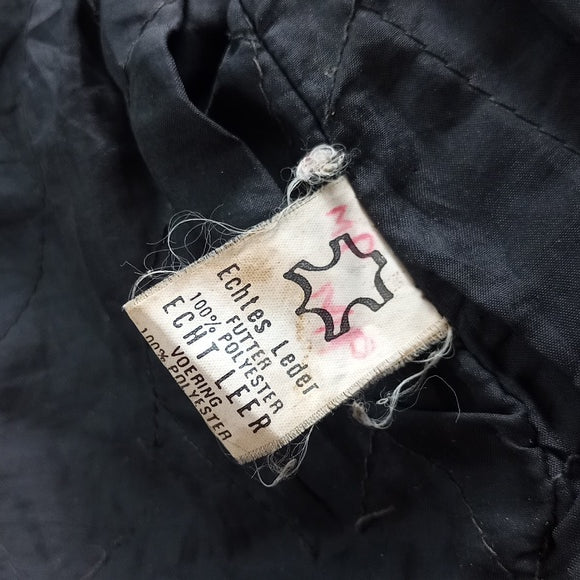 Echtes Leder
FUTTER
100% POLYESTER
ECHT LEER
VOERING
100% POLYESTER